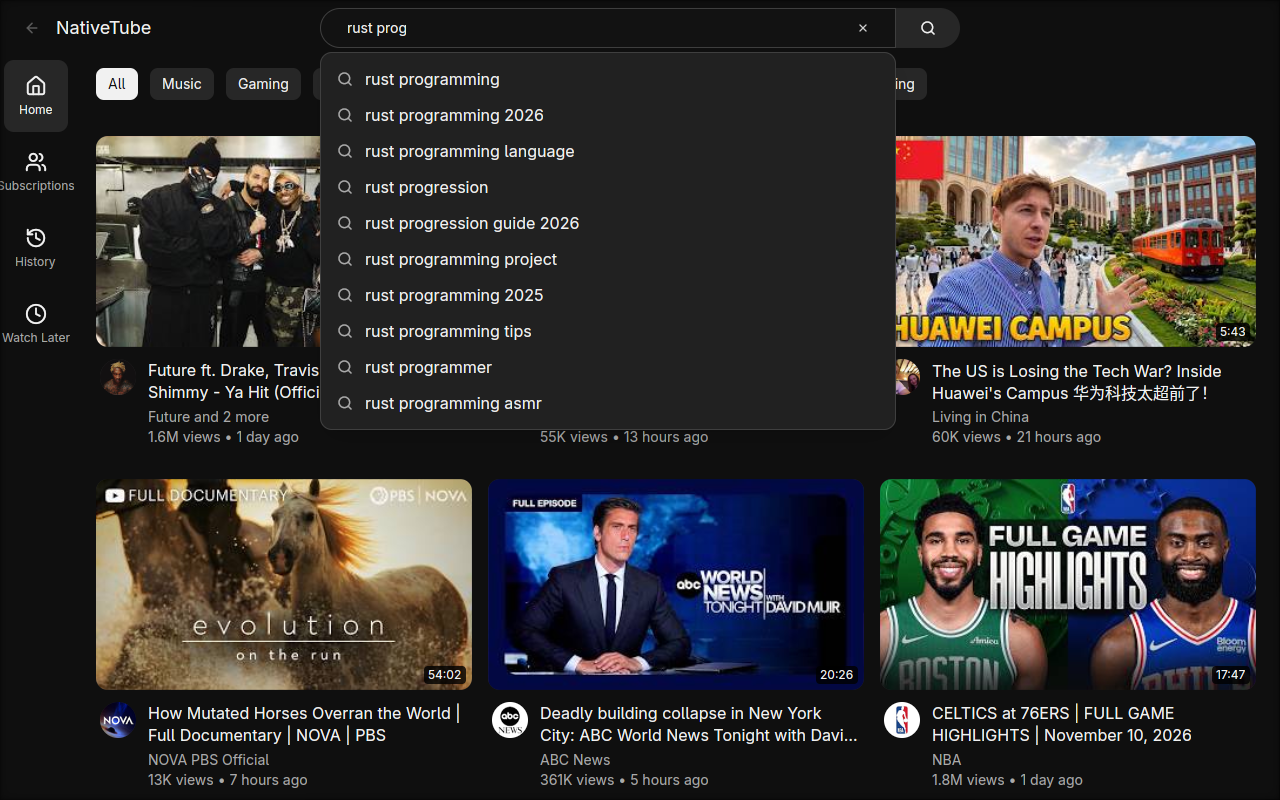 NativeTube
rust prog
Home
Subscriptions
History
Watch Later
All
Music
Gaming
ing
rust programming
rust programming 2026
rust programming language
rust progression
rust progression guide 2026
rust programming project
rust programming 2025
rust programming tips
rust programmer
rust programming asmr
Future ft. Drake, Travis
Shimmy - Ya Hit (Offici
Future and 2 more
1.6M views • 1 day ago
55K views • 13 hours ago
HUAWEI CAMPUS
5:43
The US is Losing the Tech War? Inside
Huawei's Campus 华为科技太超前了!
Living in China
60K views • 21 hours ago
FULL DOCUMENTARY
PBS | NOVA
evolution
on the run
54:02
NOVA
How Mutated Horses Overran the World |
Full Documentary | NOVA | PBS
NOVA PBS Official
13K views • 7 hours ago
FULL EPISODE
abc WORLD
NEWS
TONIGHT WITH DAVID MUIR
20:26
abc
NEWS
Deadly building collapse in New York
City: ABC World News Tonight with Davi...
ABC News
361K views • 5 hours ago
FULL GAME
HIGHLIGHTS
Amica
BOSTON
Bloom
energy
PHIL
17:47
CELTICS at 76ERS | FULL GAME
HIGHLIGHTS | November 10, 2026
NBA
1.8M views • 1 day ago